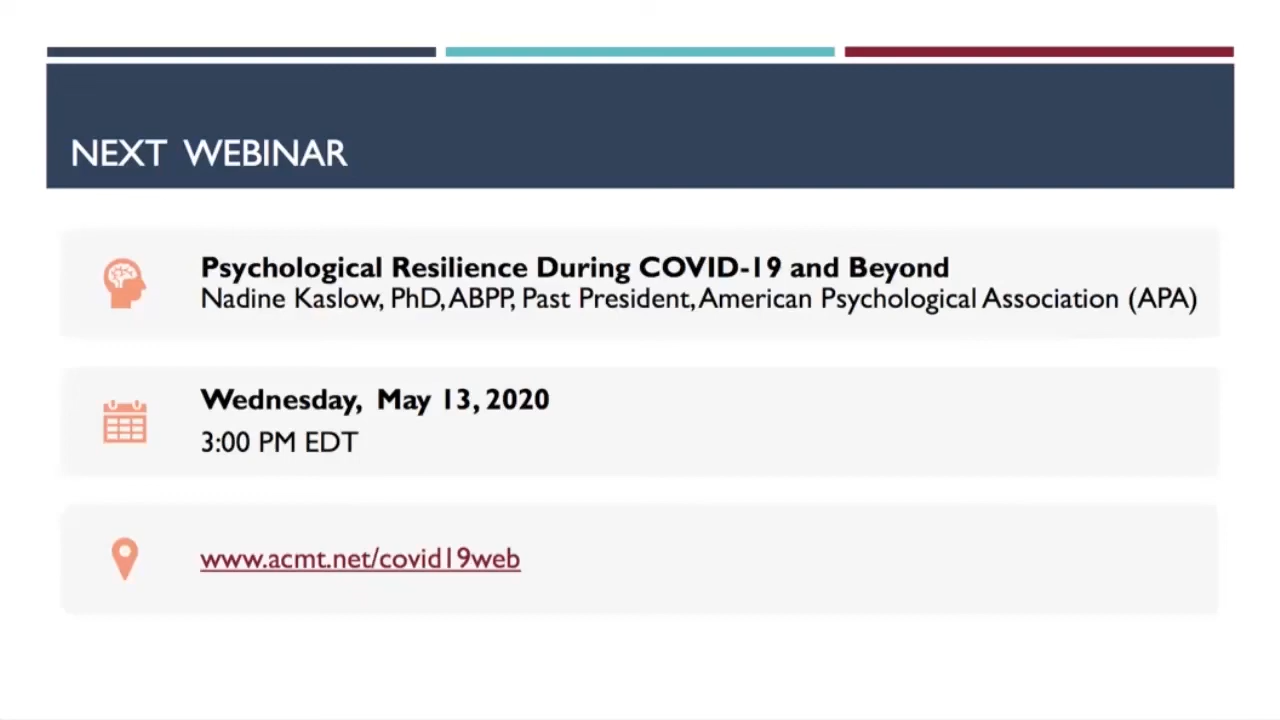 NEXT WEBINAR
Psychological Resilience During COVID-19 and Beyond
Nadine Kaslow, PhD, ABPP, Past President, American Psychological Association (APA)
Wednesday, May 13, 2020
3:00 PM EDT
www.acmt.net/covid19web